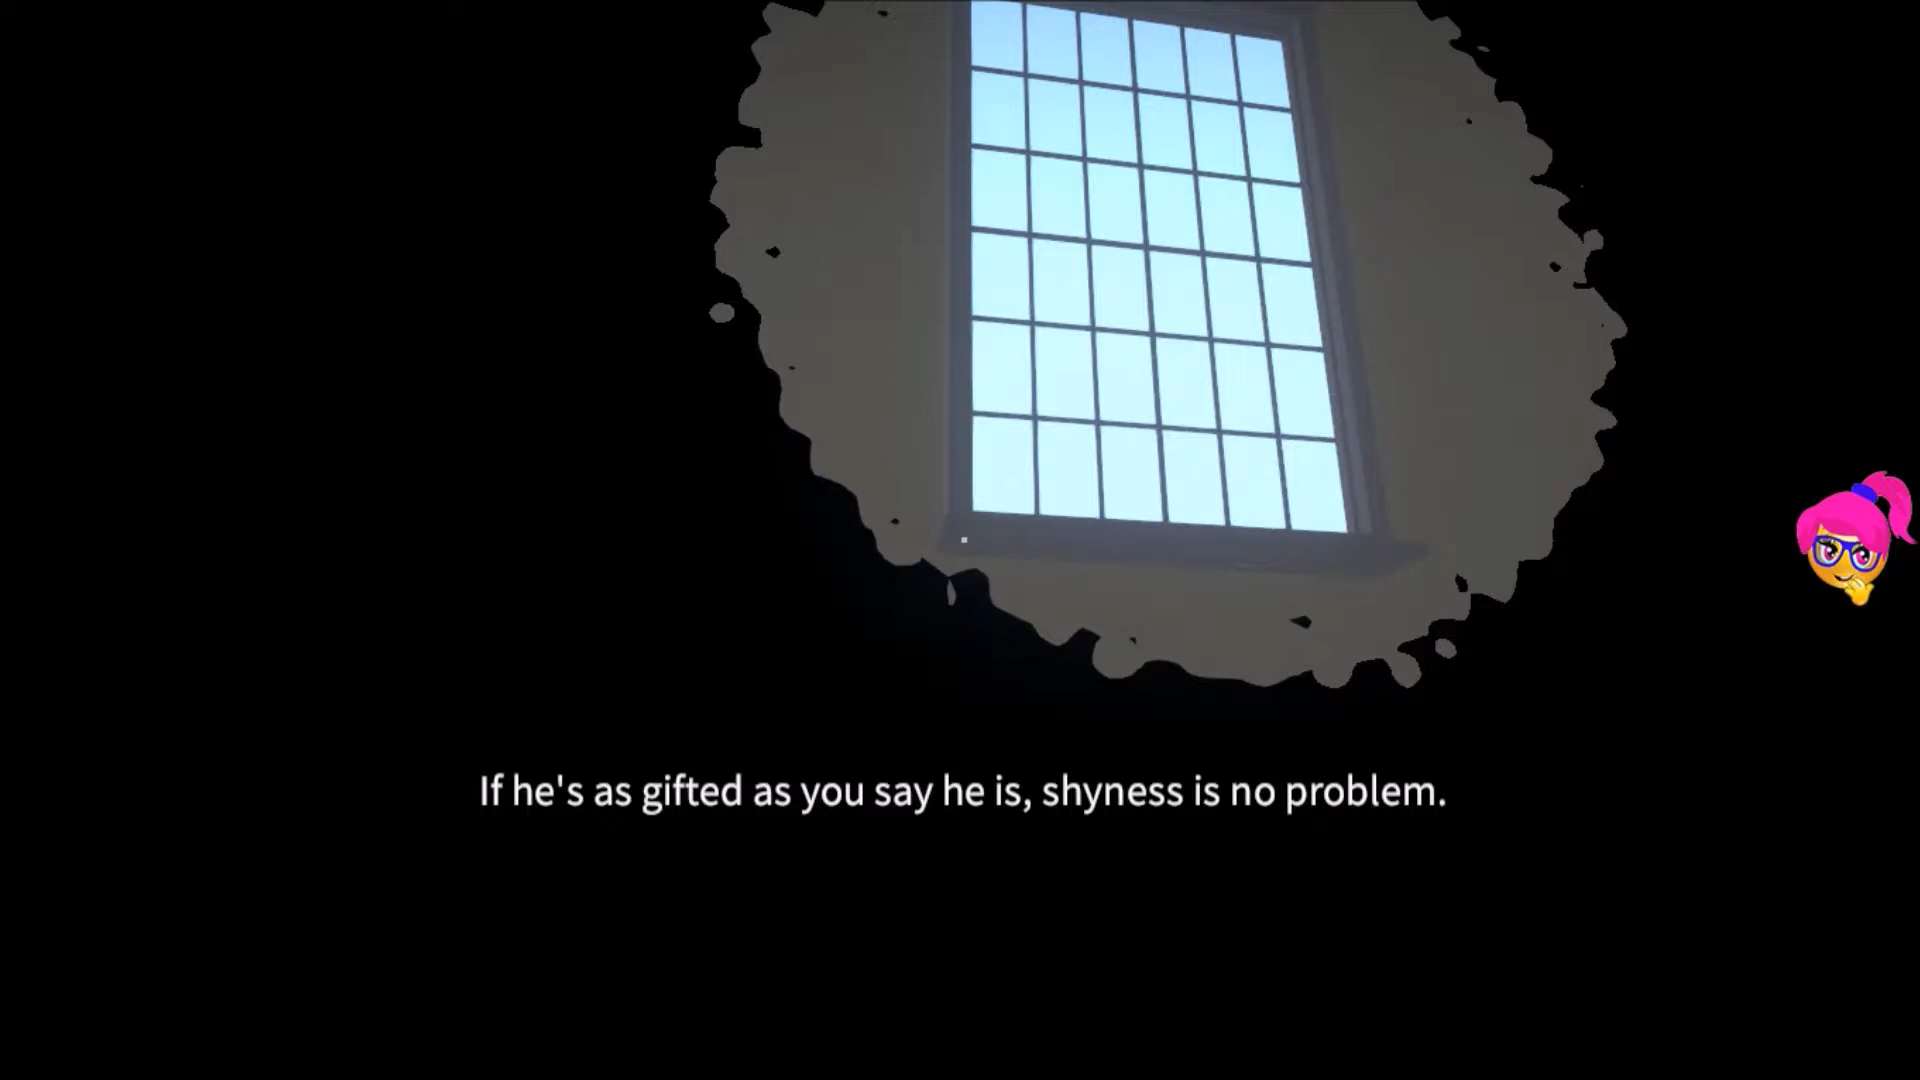 If he's as gifted as you say he is, shyness is no problem.